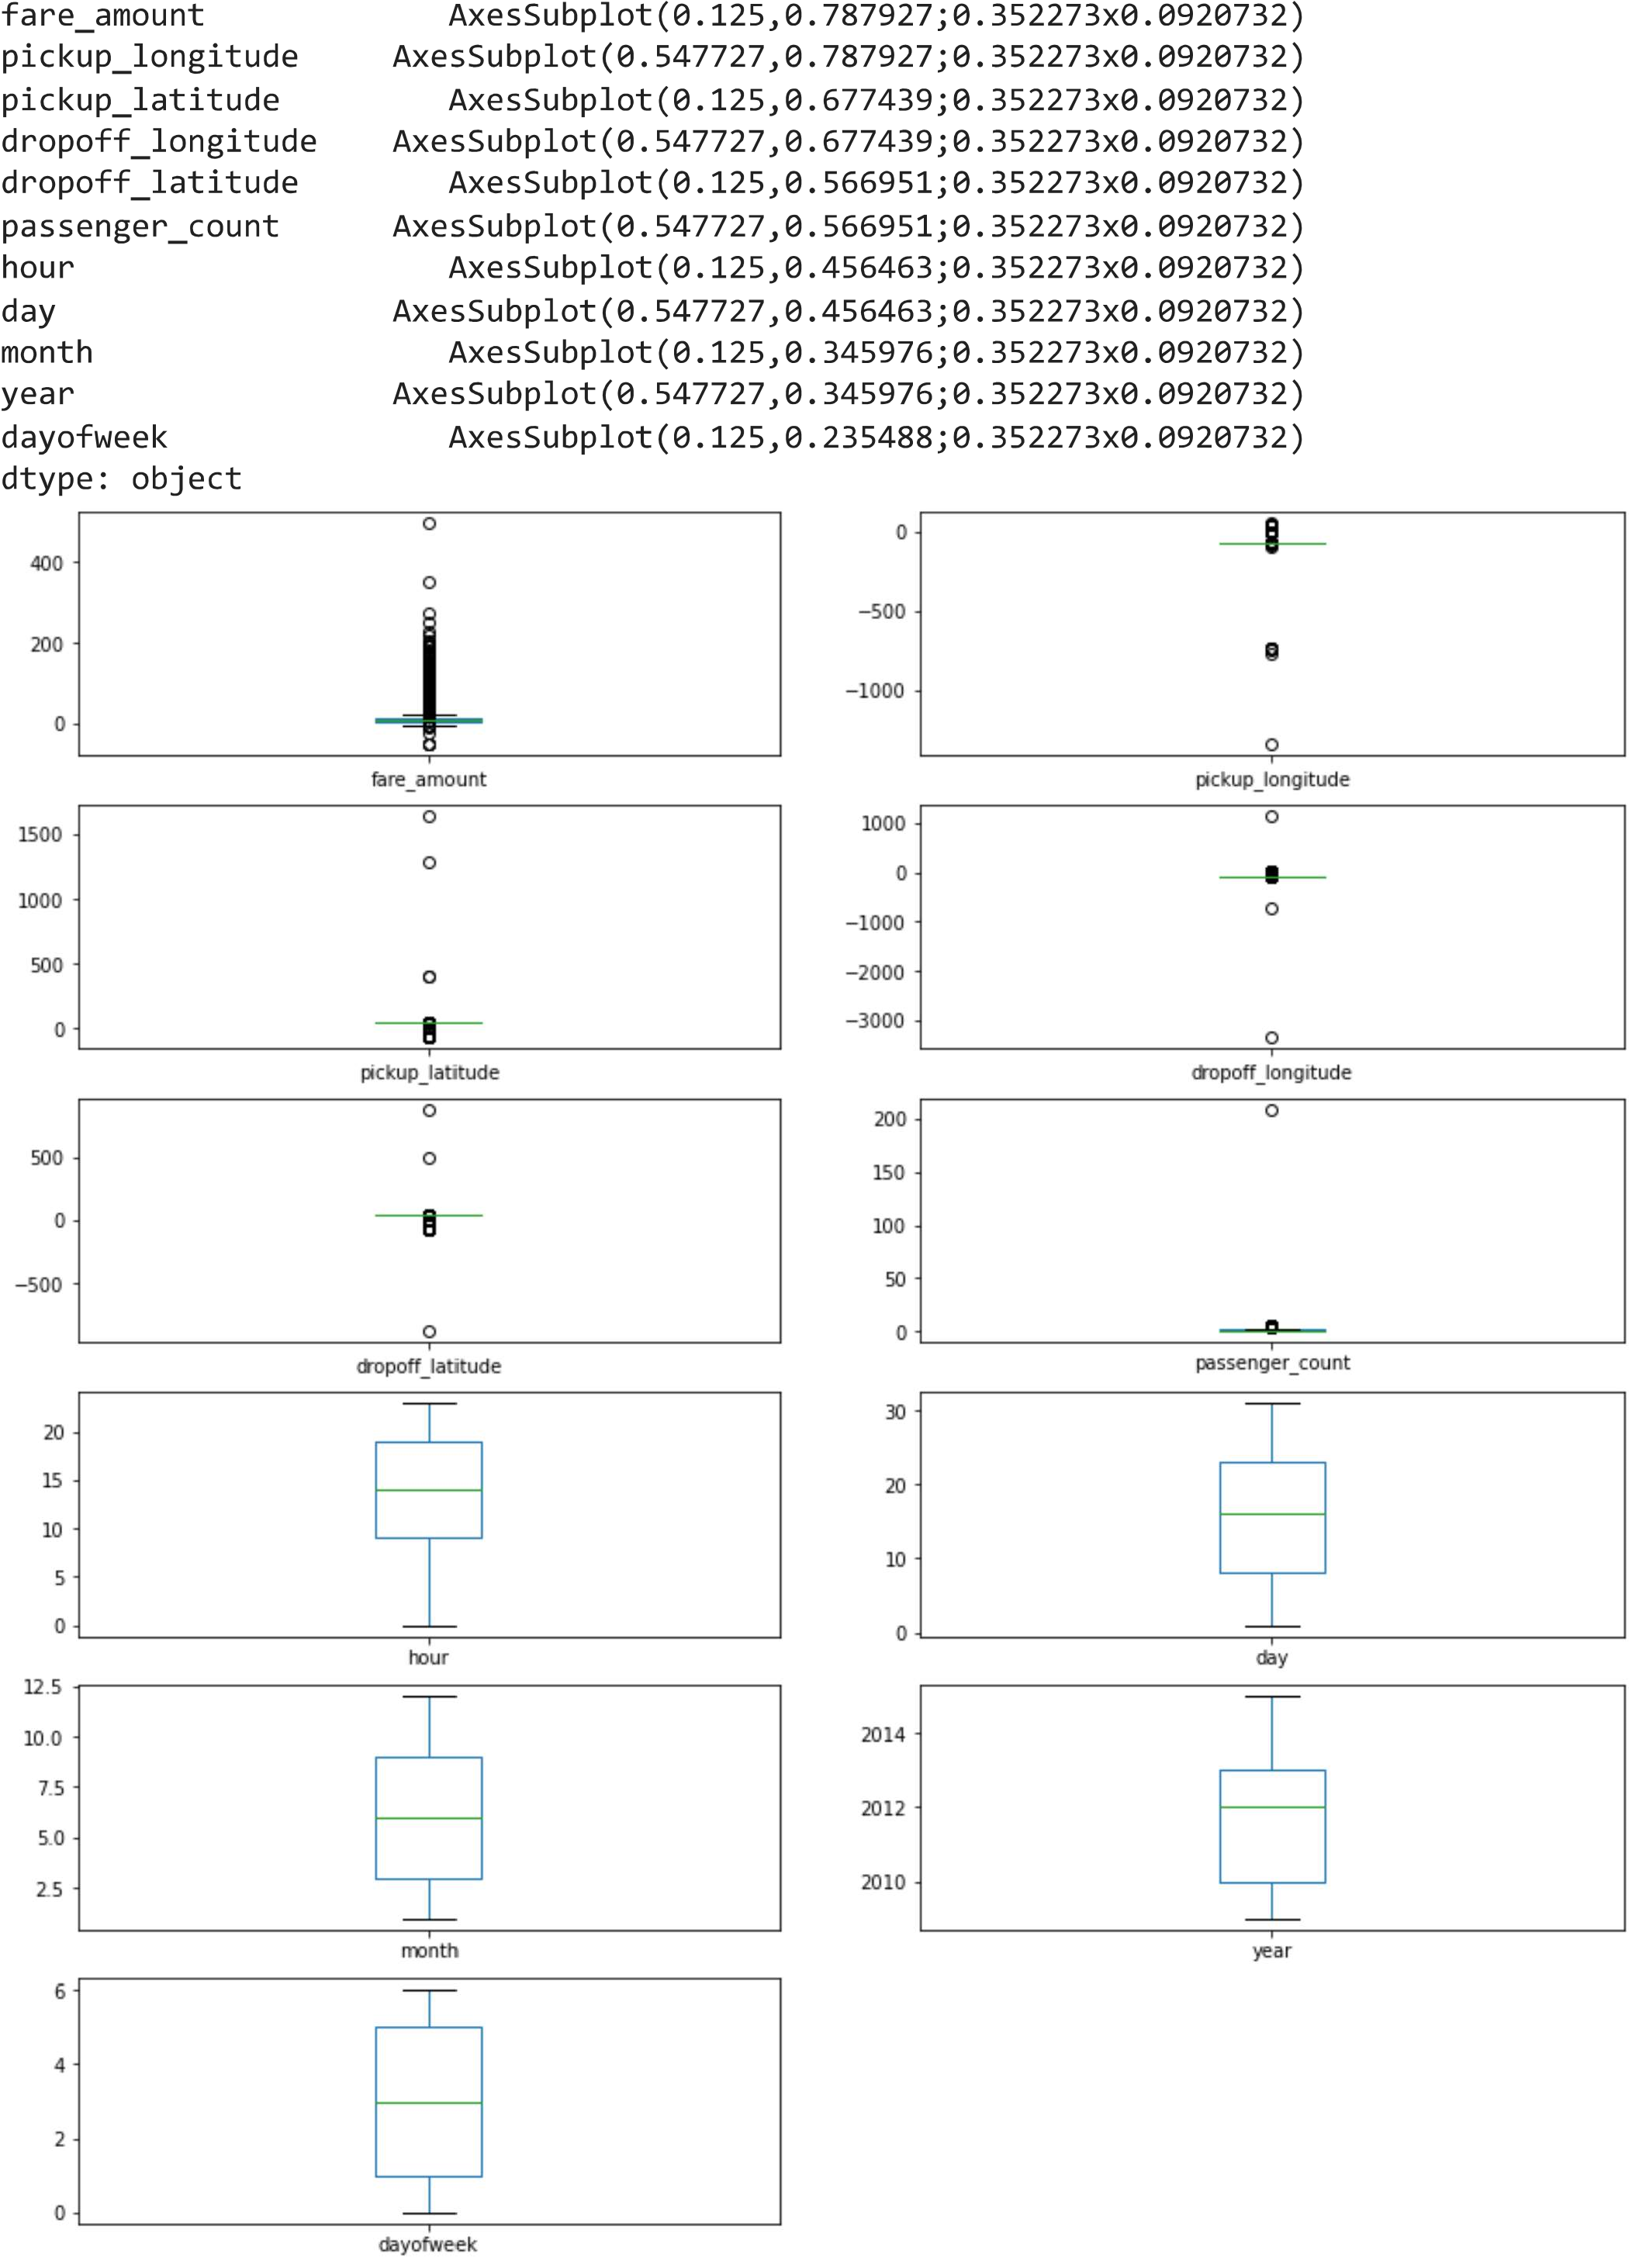 fare_amount AxesSubplot(0.125,0.787927;0.352273x0.0920732)
pickup_longitude AxesSubplot(0.547727,0.787927;0.352273x0.0920732)
pickup_latitude AxesSubplot(0.125,0.677439;0.352273x0.0920732)
dropoff_longitude AxesSubplot(0.547727,0.677439;0.352273x0.0920732)
dropoff_latitude AxesSubplot(0.125,0.566951;0.352273x0.0920732)
passenger_count AxesSubplot(0.547727,0.566951;0.352273x0.0920732)
hour AxesSubplot(0.125,0.456463;0.352273x0.0920732)
day AxesSubplot(0.547727,0.456463;0.352273x0.0920732)
month AxesSubplot(0.125,0.345976;0.352273x0.0920732)
year AxesSubplot(0.547727,0.345976;0.352273x0.0920732)
dayofweek AxesSubplot(0.125,0.235488;0.352273x0.0920732)
dtype: object
400
200
0
fare_amount
0
−500
−1000
pickup_longitude
1500
1000
500
0
pickup_latitude
1000
0
−1000
−2000
−3000
dropoff_longitude
500
0
−500
dropoff_latitude
200
150
100
50
0
passenger_count
20
15
10
5
0
hour
30
20
10
0
day
12.5
10.0
7.5
5.0
2.5
month
2014
2012
2010
year
6
4
2
0
dayofweek